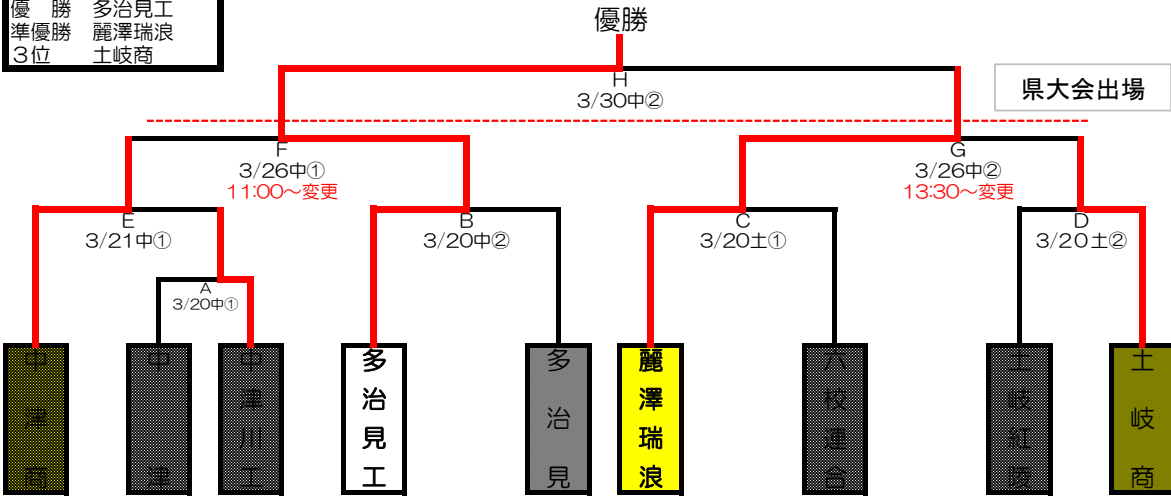 優　勝　多治見工
準優勝　麗澤瑞浪
３位　　土岐商
優勝
県大会出場
H
3/30中②
F
3/26中①
11:00～変更
G
3/26中②
13:30～変更
E
3/21中①
B
3/20中②
C
3/20土①
D
3/20土②
A
3/20中①
中津商
中津
中津川工
多治見工
多治見
麗澤瑞浪
六校連合
土岐紅陵
土岐商